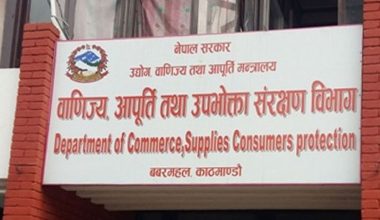 नेपाल सरकार
उद्योग, वाणिज्य तथा आपूर्ति मन्त्रालय
वाणिज्य, आपूर्ति तथा उपभोक्ता संरक्षण विभाग
Department of Commerce,Supplies Consumers protection
बबरमहल, काठमाण्डौ